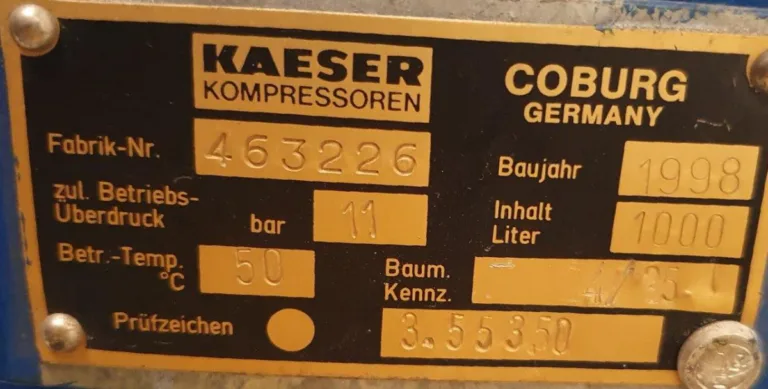 KAESER
KOMPRESSOREN
COBURG
GERMANY
Fabrik-Nr. 463226
Baujahr 1998
zul. Betriebs-
Überdruck bar 11
Inhalt
Liter 1000
Betr.-Temp.
°C 50
Baum.
Kennz.
Prüfzeichen
3.55350